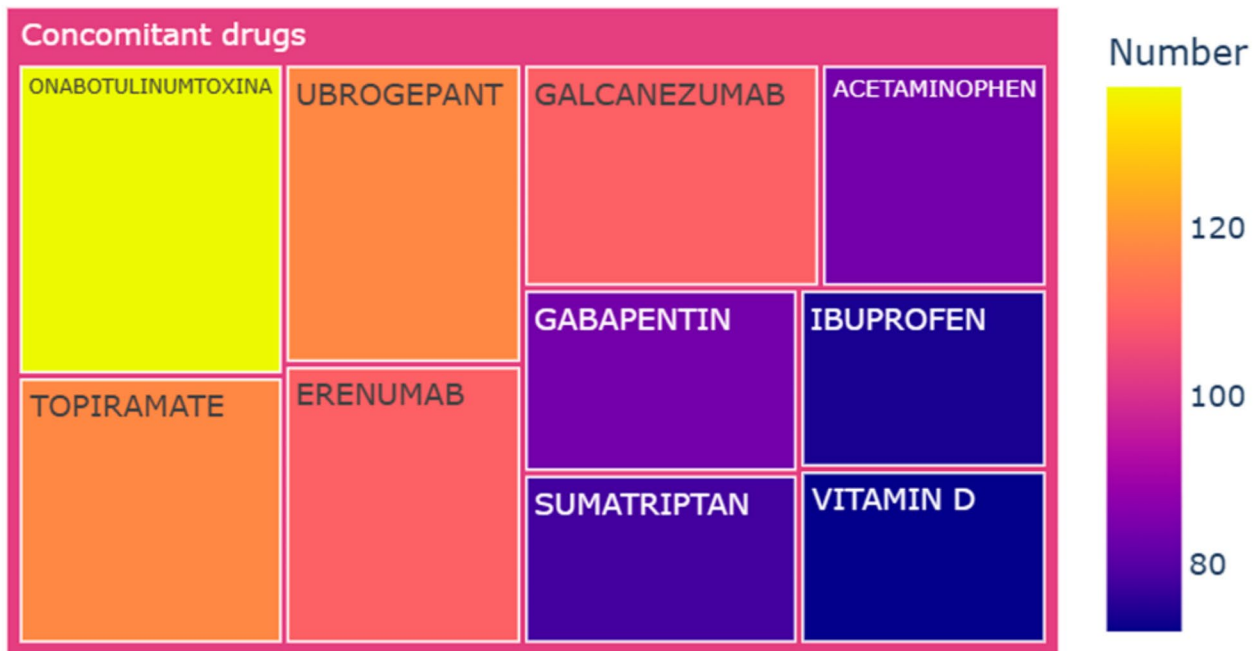 Concomitant drugs
ONABOTULINUMTOXINA
UBROGEPANT
GALCANEZUMAB
ACETAMINOPHEN
GABAPENTIN
IBUPROFEN
TOPIRAMATE
ERENUMAB
SUMATRIPTAN
VITAMIN D
Number
120
100
80